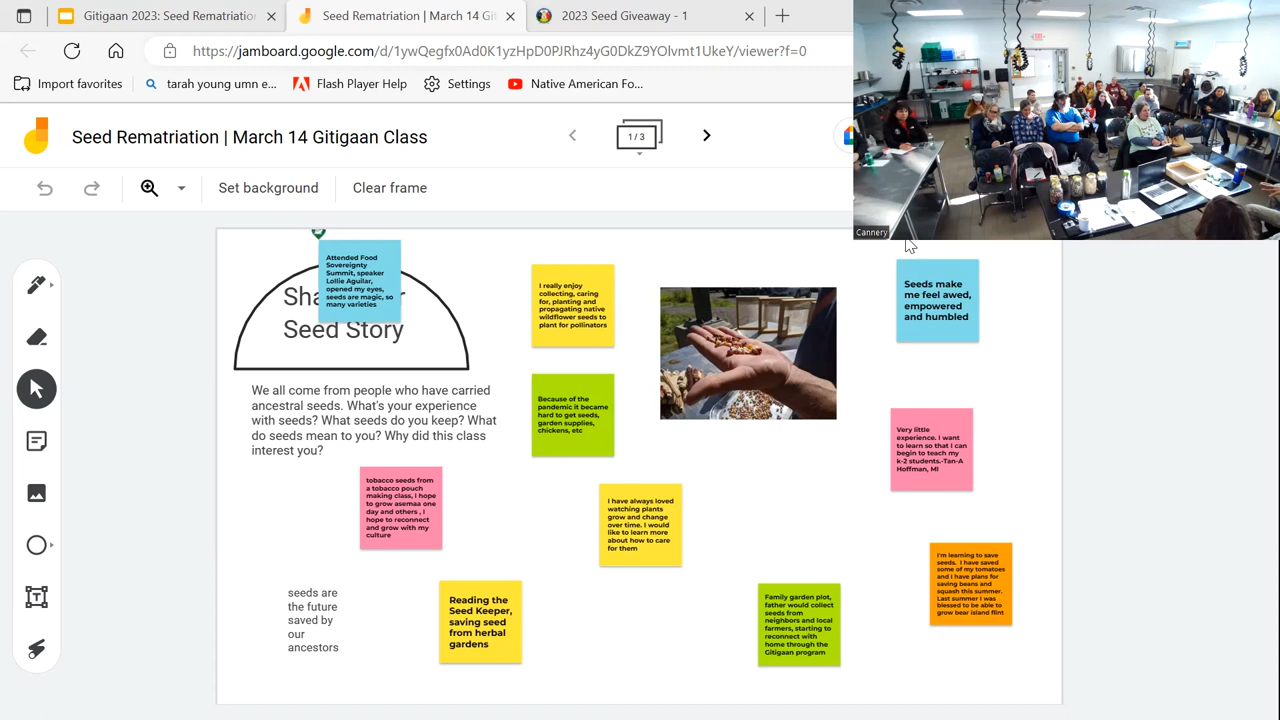 Gitigaan 2023: Seed Rematriation
Seed Rematriation | March 14 Git
2023 Seed Giveaway - 1
Import favorites
tarah young
Flash Player Help
Settings
Native American Fo...
Seed Rematriation | March 14 Gitigaan Class
1 / 3
Set background
Clear frame
Cannery
Attended Food
Sovereignty
Summit, speaker
Lollie Aguilar,
opened my eyes,
seeds are magic, so
many varieties
Seed Story
We all come from people who have carried
ancestral seeds. What's your experience
with seeds? What seeds do you keep? What
do seeds mean to you? Why did this class
interest you?
I really enjoy
collecting, caring
for, planting and
propagating native
wildflower seeds to
plant for pollinators
Because of the
pandemic it became
hard to get seeds,
garden supplies,
chickens, etc
Seeds make
me feel awed,
empowered
and humbled
Very little
experience. I want
to learn so that I can
begin to teach my
k-2 students.-Tan-A
Hoffman, MI
tobacco seeds from
a tobacco pouch
making class, I hope
to grow asemaa one
day and others , I
hope to reconnect
and grow with my
culture
I have always loved
watching plants
grow and change
over time. I would
like to learn more
about how to care
for them
I'm learning to save
seeds. I have saved
some of my tomatoes
and I have plans for
saving beans and
squash this summer.
Last summer I was
blessed to be able to
grow bear island flint
seeds are
the future
saved by
our
ancestors
Reading the
Seed Keeper,
saving seed
from herbal
gardens
Family garden plot,
father would collect
seeds from
neighbors and local
farmers, starting to
reconnect with
home through the
Gitigaan program